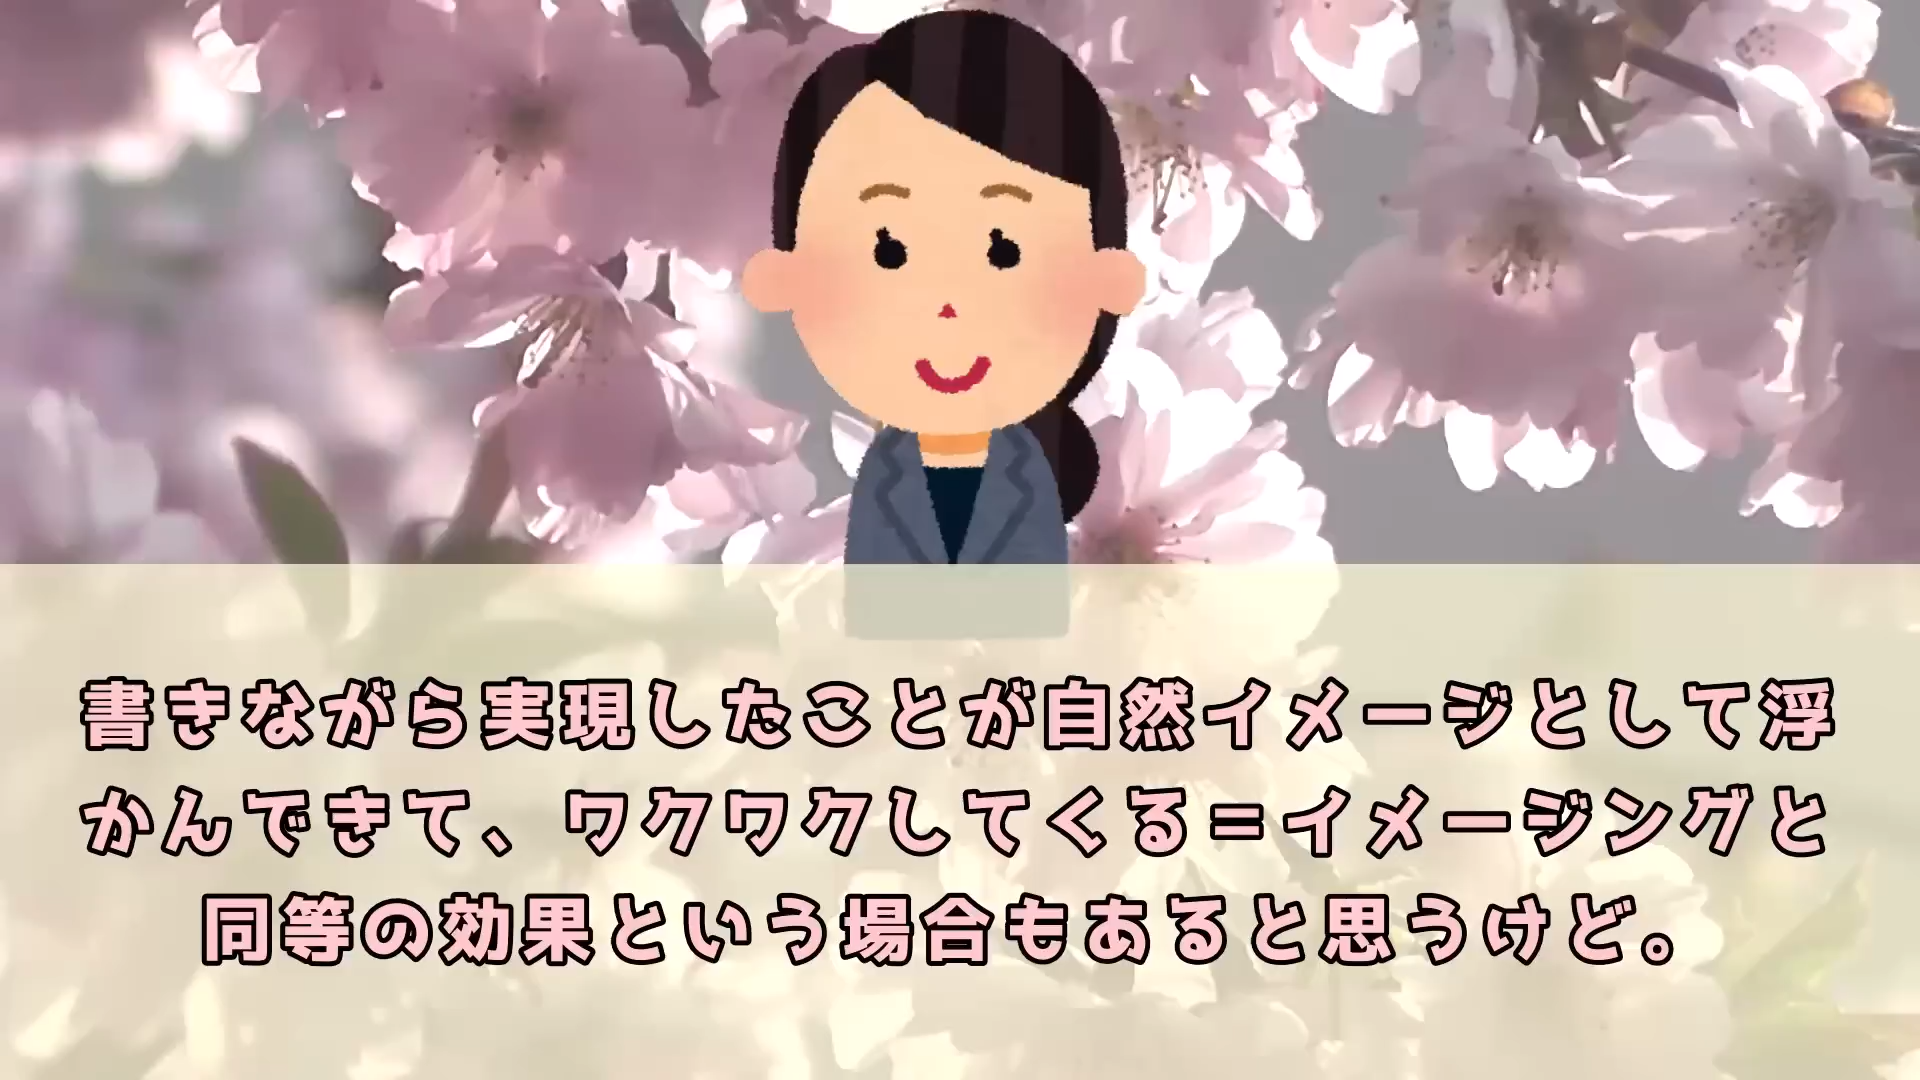 書きながら実現したことが自然イメージとして浮
かんできて、ワクワクしてくる＝イメージングと
同等の効果という場合もあると思うけど。